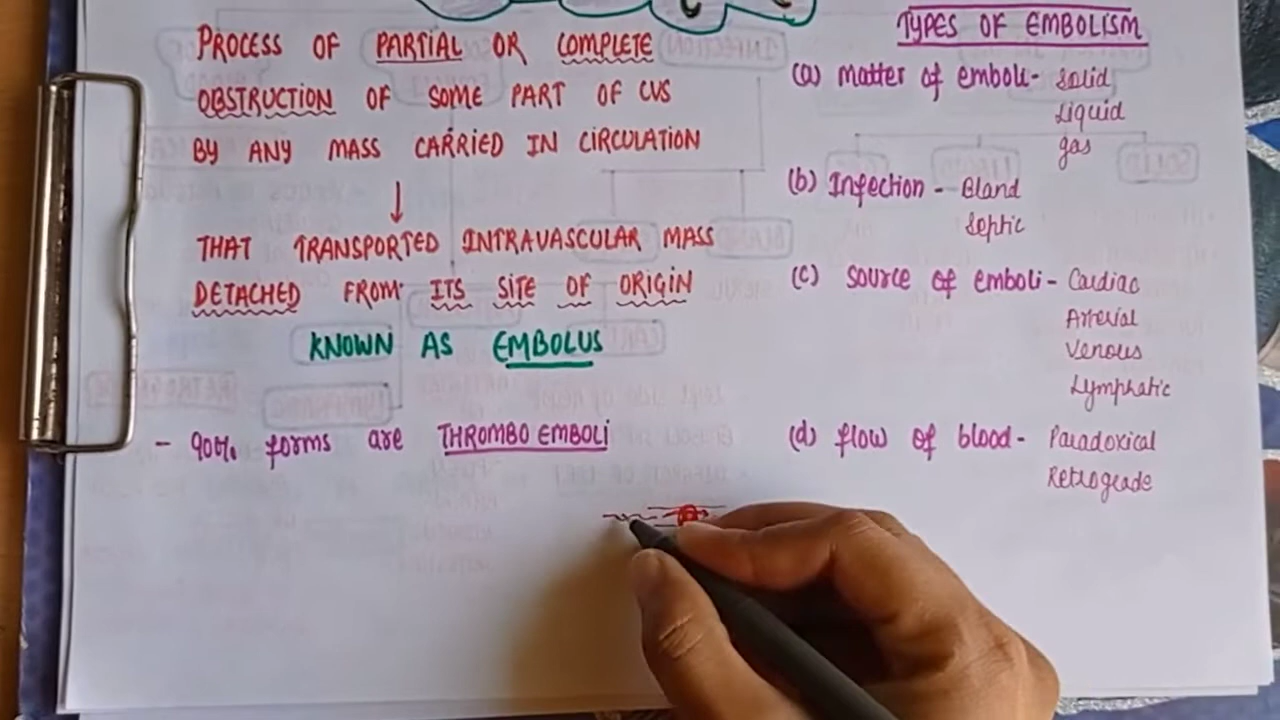 PROCESS OF PARTIAL OR COMPLETE
OBSTRUCTION OF SOME PART OF CVS
BY ANY MASS CARRIED IN CIRCULATION
THAT TRANSPORTED INTRAVASCULAR MASS
DETACHED FROM ITS SITE OF ORIGIN
KNOWN AS EMBOLUS
- 90% forms are THROMBO EMBOLI
TYPES OF EMBOLISM
(a) Matter of emboli - Solid
Liquid
gas
(b) Infection - Bland
Septic
(c) Source of emboli - Cardiac
Arterial
Venous
Lymphatic
(d) flow of blood - Paradoxical
Retrograde